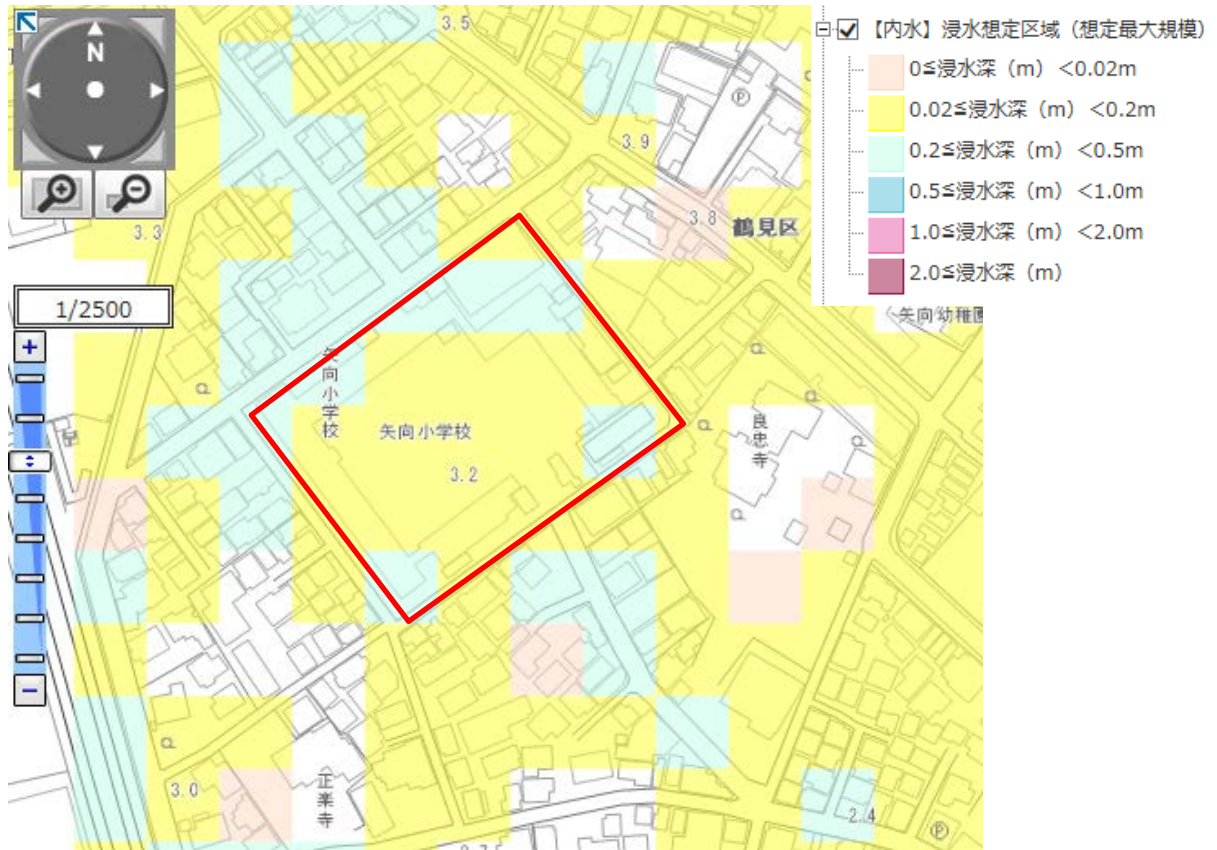 【内水】浸水想定区域（想定最大規模）
0≦浸水深（m）<0.02m
0.02≦浸水深（m）<0.2m
0.2≦浸水深（m）<0.5m
0.5≦浸水深（m）<1.0m
1.0≦浸水深（m）<2.0m
2.0≦浸水深（m）
N
3.5
3.9
3.8
鶴見区
3.3
1/2500
矢向幼稚園
矢向小学校
矢向小学校
3.2
良忠寺
3.0
正楽寺
2.4
P
P